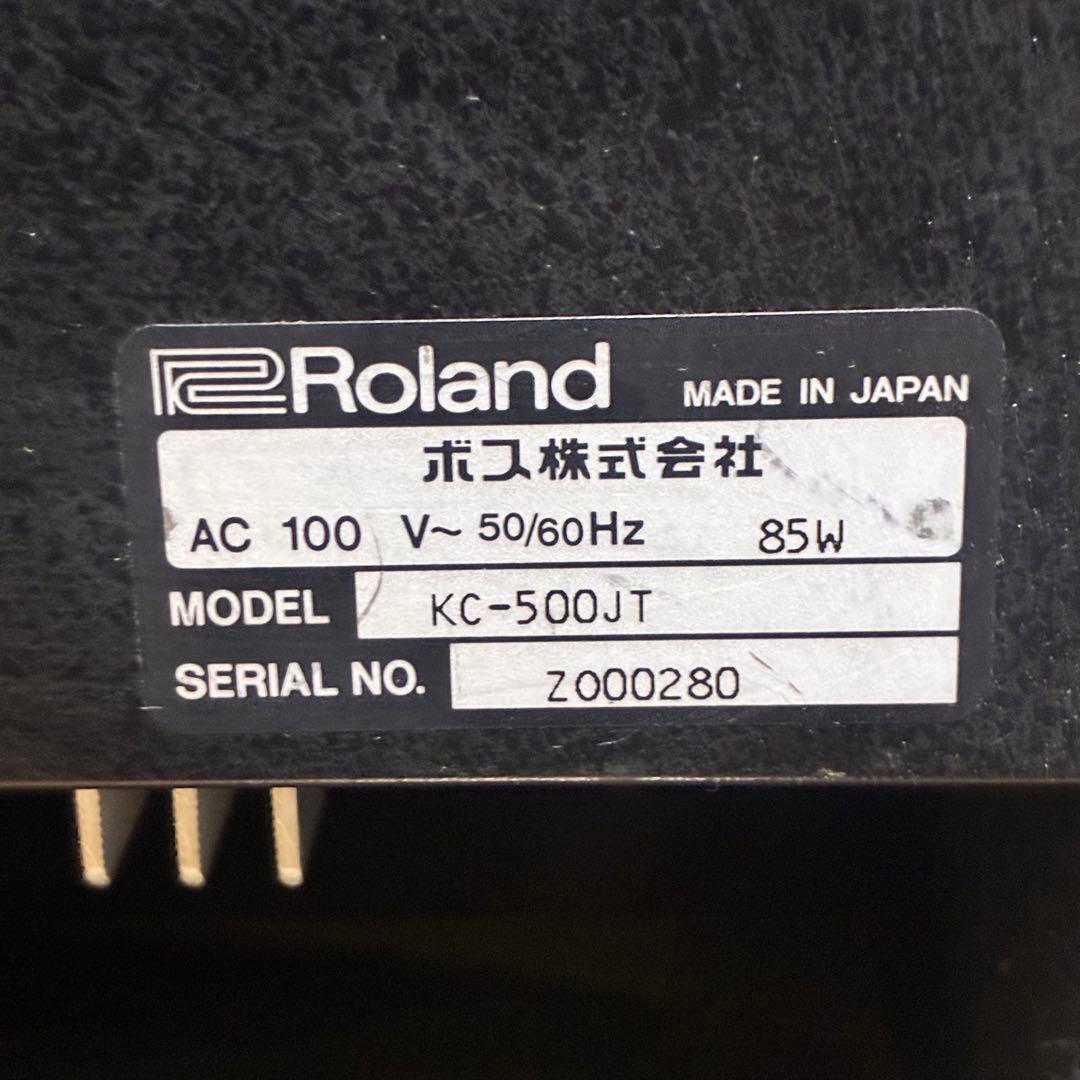 Roland MADE IN JAPAN
ボス株式会社
AC 100 V~ 50/60Hz 85W
MODEL KC-500JT
SERIAL NO. Z000280